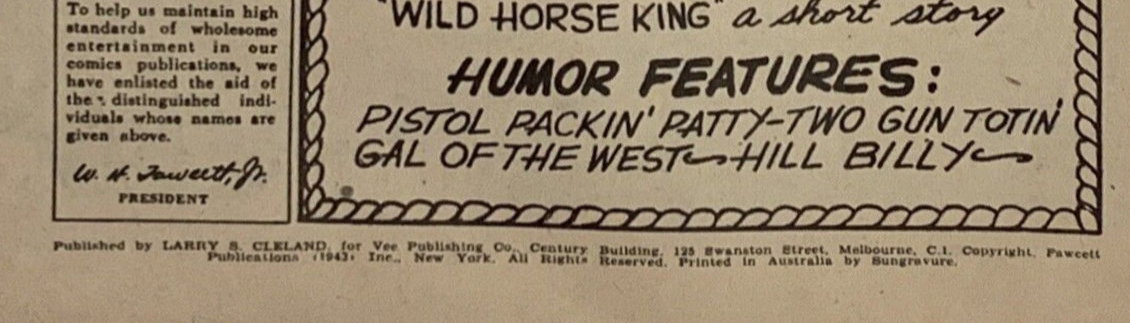 To help us maintain high
standards of wholesome
entertainment in our
comics publications, we
have enlisted the aid of
the distinguished indi-
viduals whose names are
given above.
W. H. Fawcett, Jr.
PRESIDENT
"WILD HORSE KING" a short story
HUMOR FEATURES:
PISTOL PACKIN' PATTY-TWO GUN TOTIN'
GAL OF THE WEST~HILL BILLY~
Published by LARRY S. CLELAND, for Vee Publishing Co., Century Building, 125 Swanston Street, Melbourne, C.1. Copyright, Fawcett
Publications (1943) Inc., New York. All Rights Reserved. Printed in Australia by Sungravure.